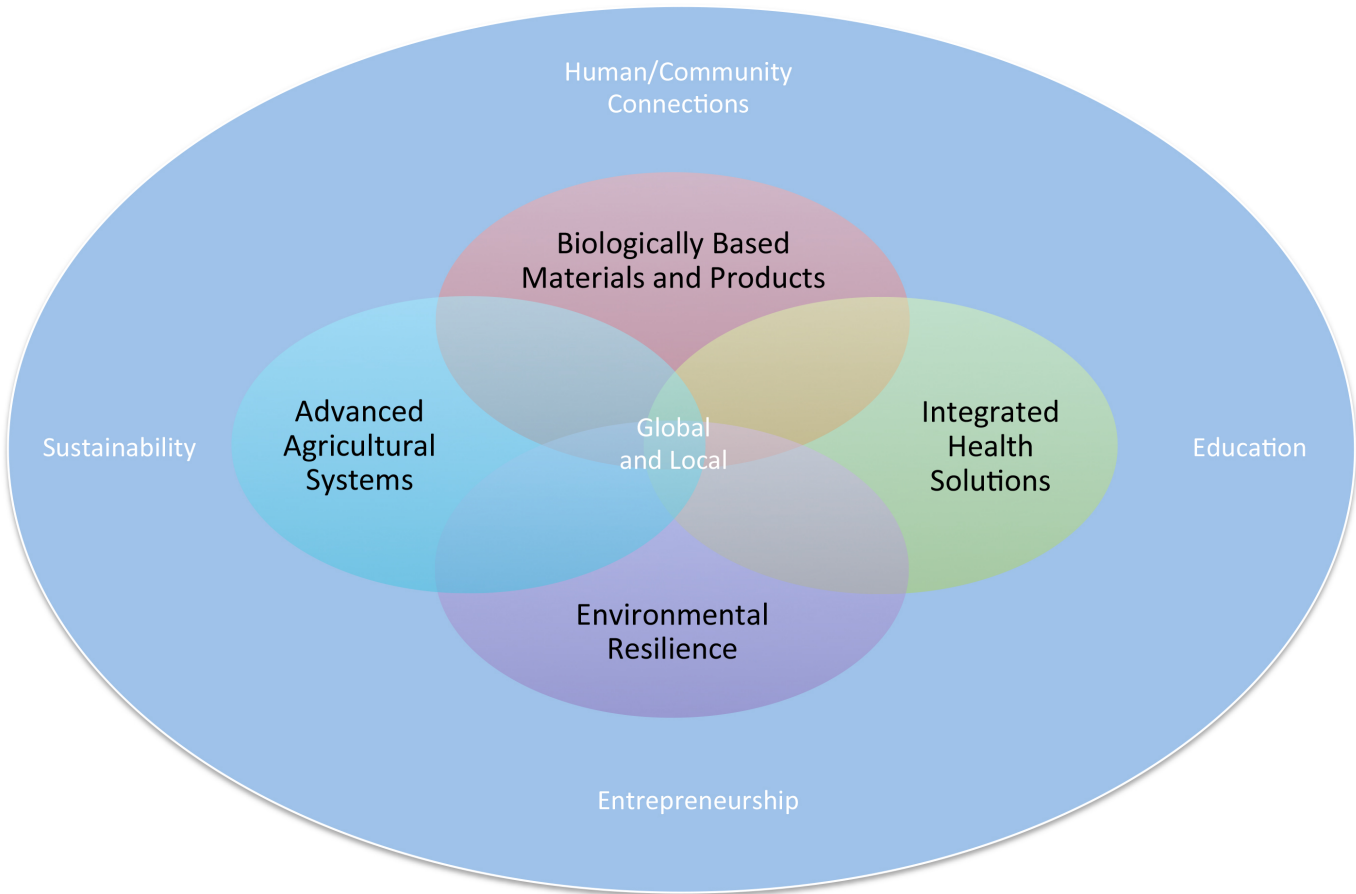 Human/Community
Connections
Biologically Based
Materials and Products
Advanced
Agricultural
Systems
Global
and Local
Integrated
Health
Solutions
Sustainability
Education
Environmental
Resilience
Entrepreneurship